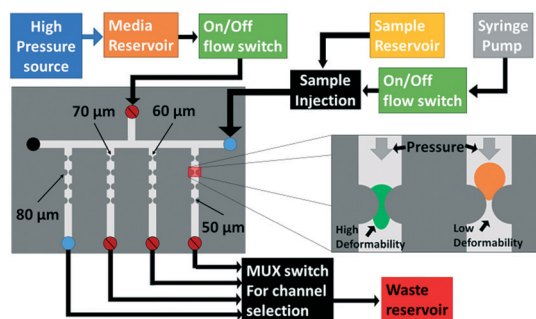 High
Pressure
source
Media
Reservoir
On/Off
flow switch
Sample
Reservoir
Syringe
Pump
Sample
Injection
On/Off
flow switch
70 μm
60 μm
80 μm
50 μm
Pressure
High
Deformability
Low
Deformability
MUX switch
For channel
selection
Waste
reservoir